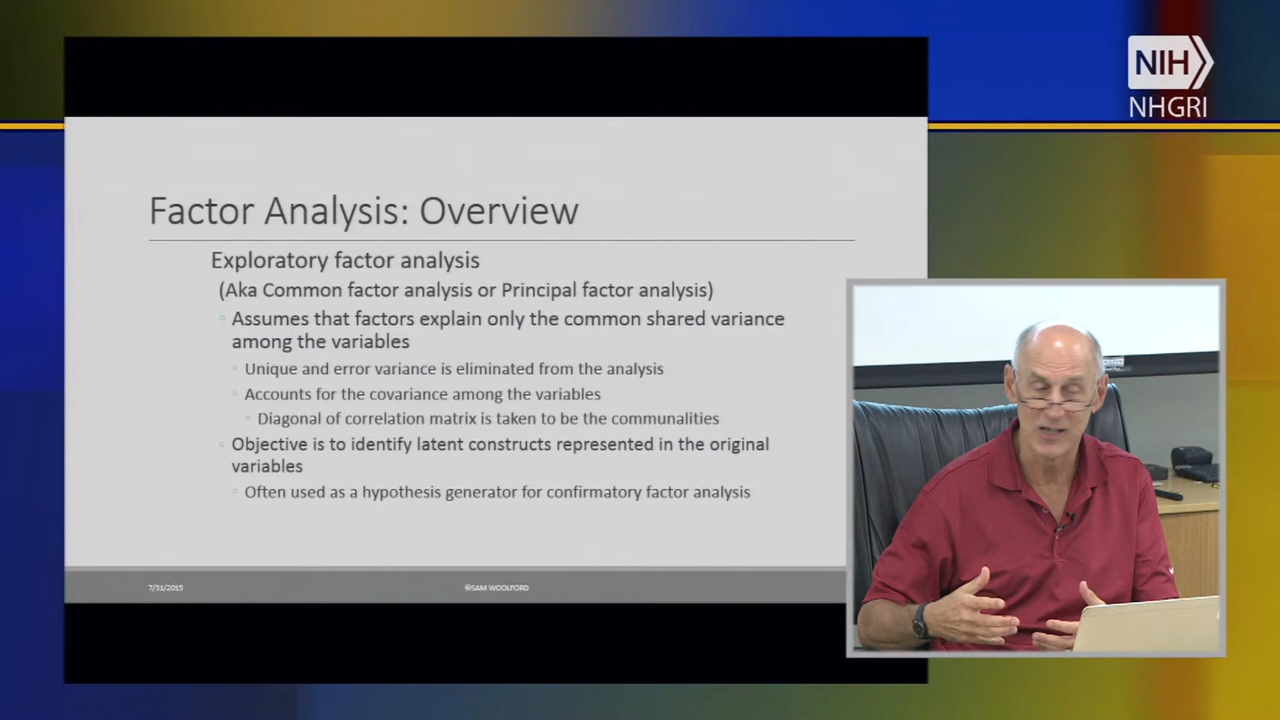 NIH
NHGRI
Factor Analysis: Overview
Exploratory factor analysis
(Aka Common factor analysis or Principal factor analysis)
Assumes that factors explain only the common shared variance
among the variables
Unique and error variance is eliminated from the analysis
Accounts for the covariance among the variables
Diagonal of correlation matrix is taken to be the communalities
Objective is to identify latent constructs represented in the original
variables
Often used as a hypothesis generator for confirmatory factor analysis
7/31/2015
©SAM WOOLFORD